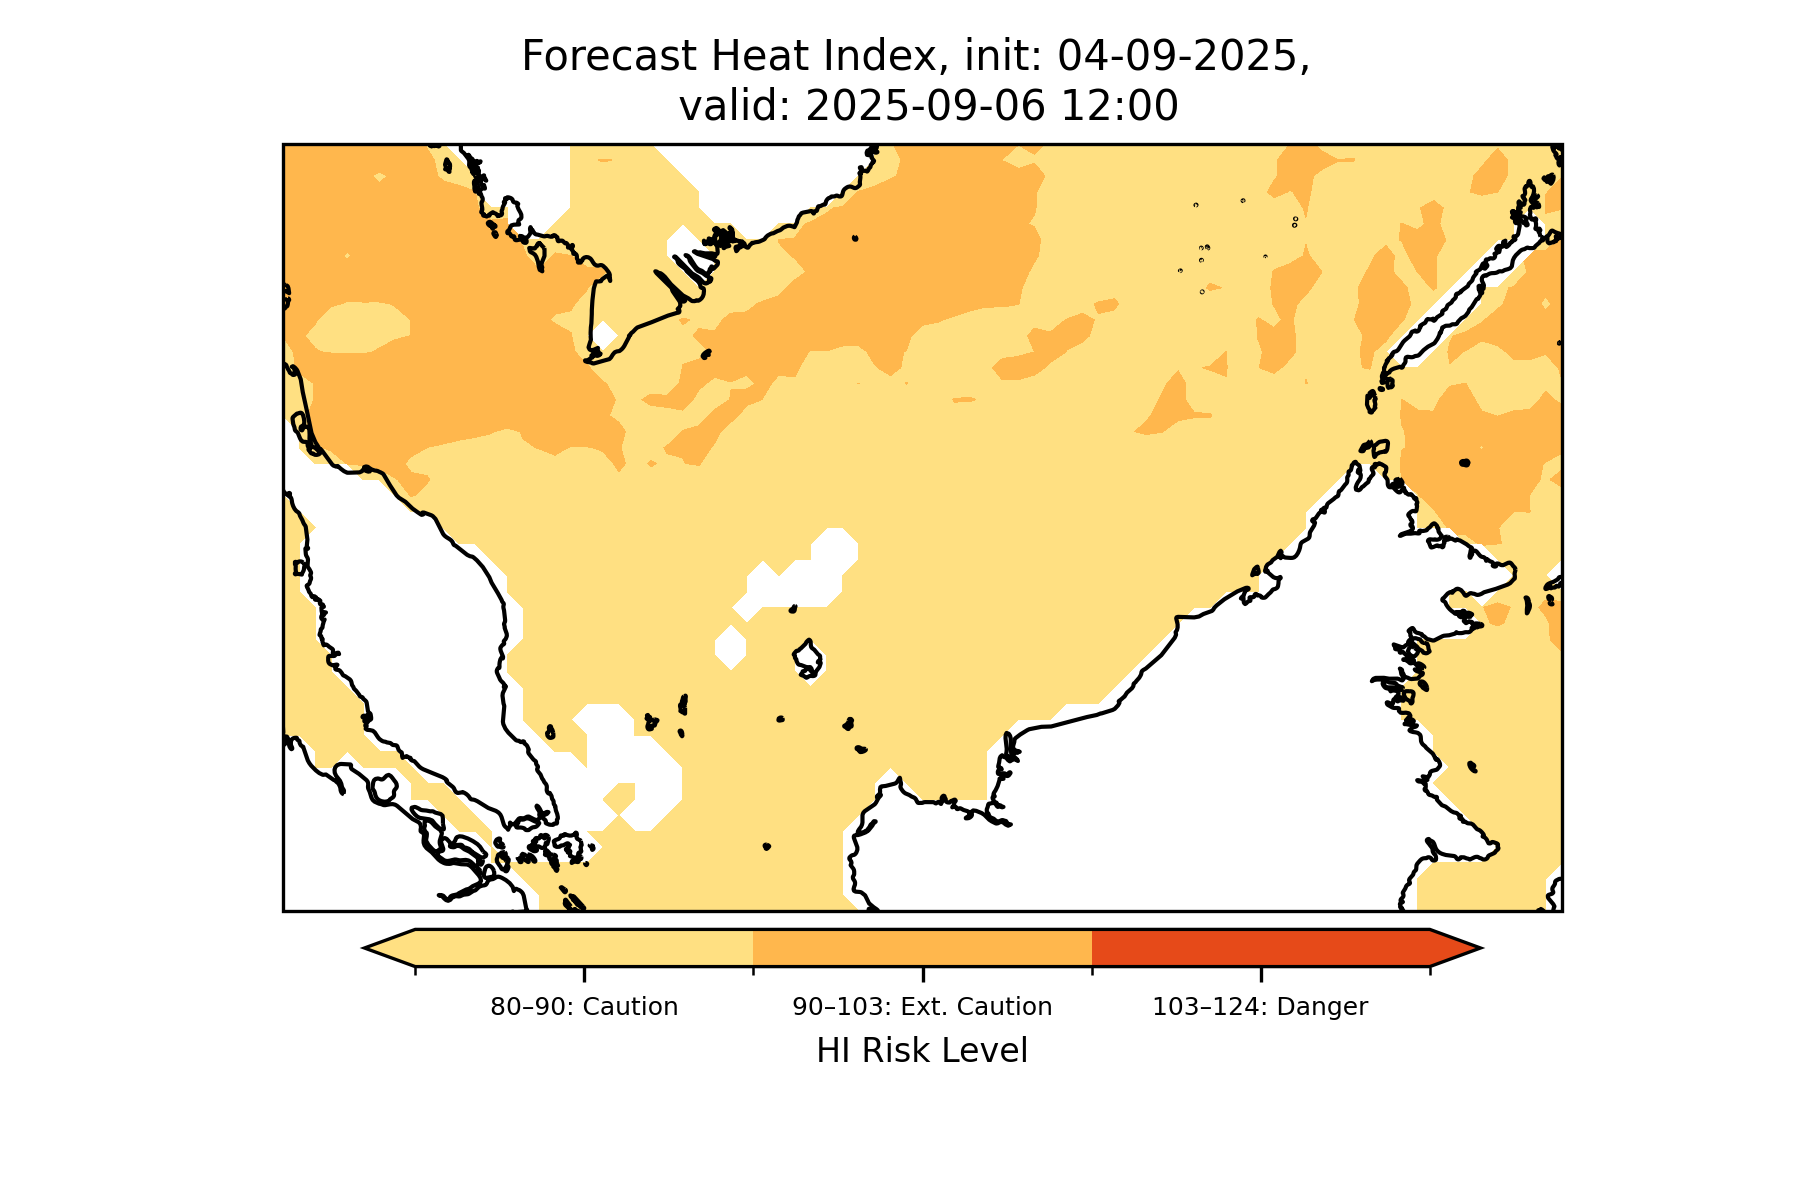 Forecast Heat Index, init: 04-09-2025,
valid: 2025-09-06 12:00
80–90: Caution
90–103: Ext. Caution
103–124: Danger
HI Risk Level